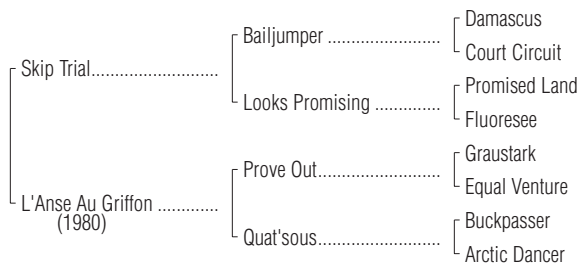 Damascus
Bailjumper ........................
Court Circuit
Skip Trial..........................
Promised Land
Looks Promising ..............
Fluoresee
Graustark
Prove Out..........................
Equal Venture
L'Anse Au Griffon .............
(1980)
Buckpasser
Quat'sous..........................
Arctic Dancer